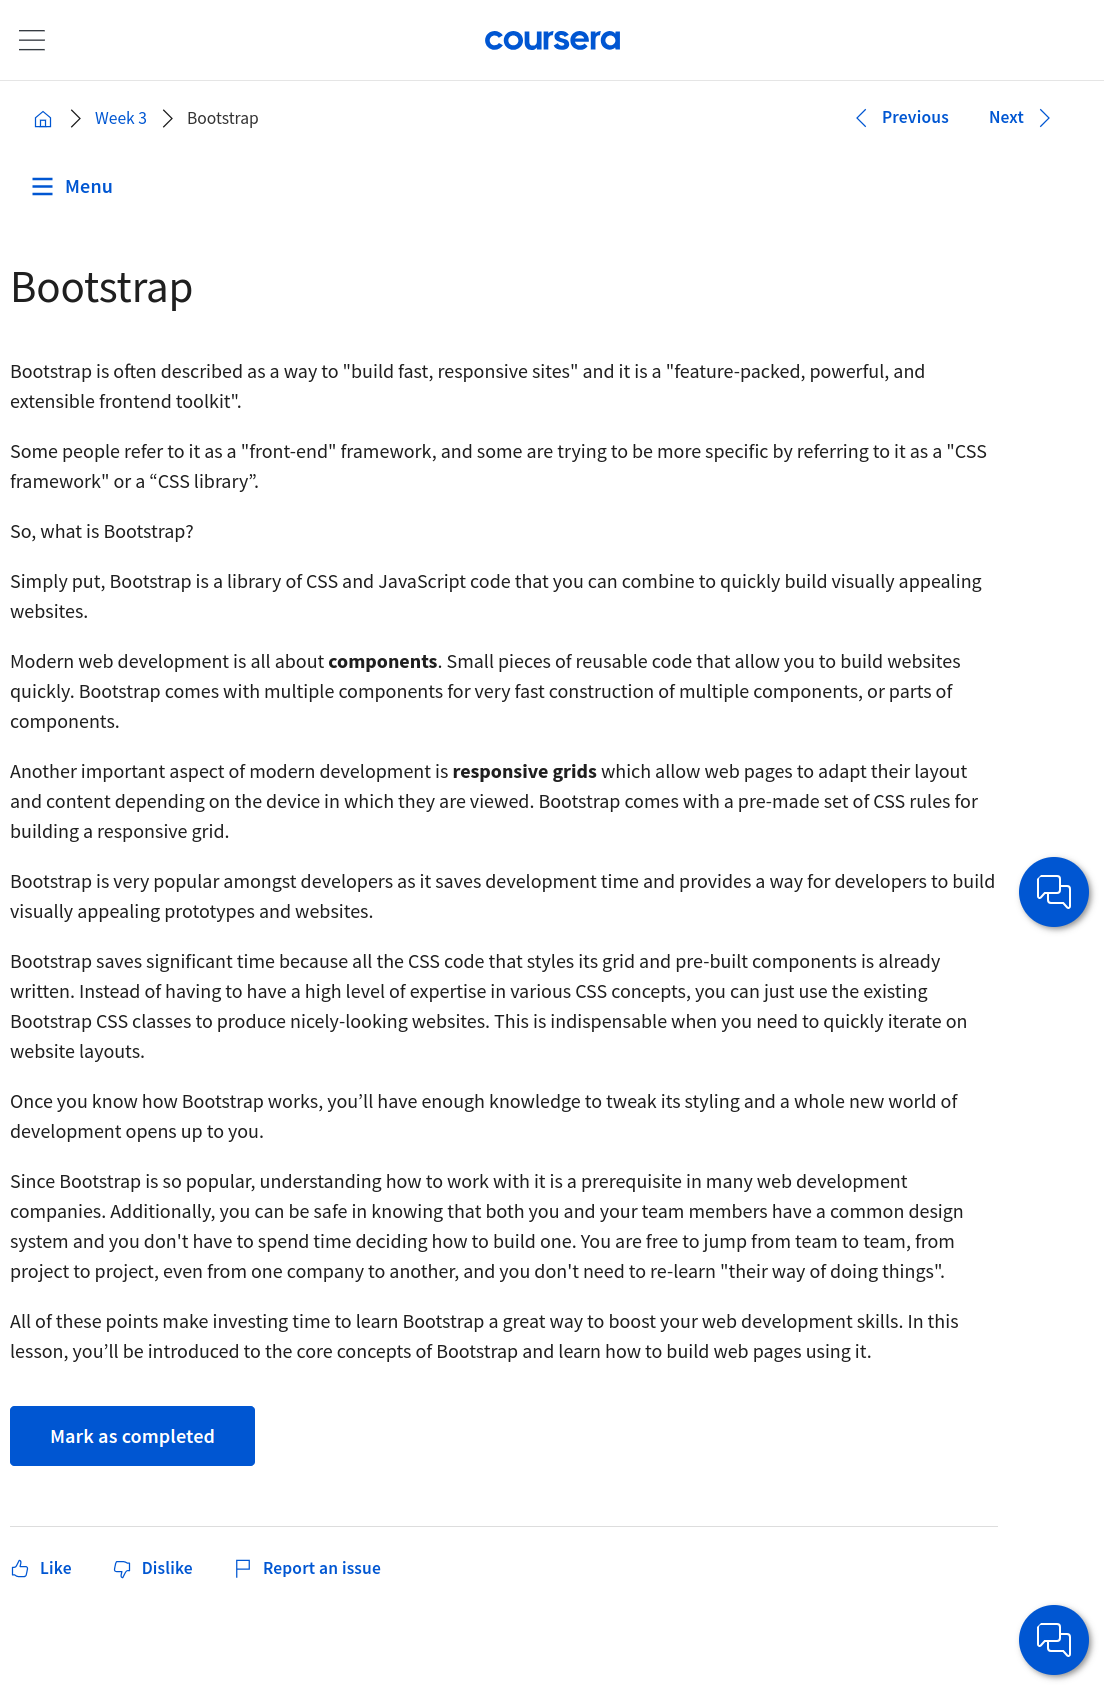 coursera
Week 3
Bootstrap
Previous
Next
Menu
Bootstrap
Bootstrap is often described as a way to "build fast, responsive sites" and it is a "feature-packed, powerful, and
extensible frontend toolkit".
Some people refer to it as a "front-end" framework, and some are trying to be more specific by referring to it as a "CSS
framework" or a “CSS library”.
So, what is Bootstrap?
Simply put, Bootstrap is a library of CSS and JavaScript code that you can combine to quickly build visually appealing
websites.
Modern web development is all about components. Small pieces of reusable code that allow you to build websites
quickly. Bootstrap comes with multiple components for very fast construction of multiple components, or parts of
components.
Another important aspect of modern development is responsive grids which allow web pages to adapt their layout
and content depending on the device in which they are viewed. Bootstrap comes with a pre-made set of CSS rules for
building a responsive grid.
Bootstrap is very popular amongst developers as it saves development time and provides a way for developers to build
visually appealing prototypes and websites.
Bootstrap saves significant time because all the CSS code that styles its grid and pre-built components is already
written. Instead of having to have a high level of expertise in various CSS concepts, you can just use the existing
Bootstrap CSS classes to produce nicely-looking websites. This is indispensable when you need to quickly iterate on
website layouts.
Once you know how Bootstrap works, you’ll have enough knowledge to tweak its styling and a whole new world of
development opens up to you.
Since Bootstrap is so popular, understanding how to work with it is a prerequisite in many web development
companies. Additionally, you can be safe in knowing that both you and your team members have a common design
system and you don't have to spend time deciding how to build one. You are free to jump from team to team, from
project to project, even from one company to another, and you don't need to re-learn "their way of doing things".
All of these points make investing time to learn Bootstrap a great way to boost your web development skills. In this
lesson, you’ll be introduced to the core concepts of Bootstrap and learn how to build web pages using it.
Mark as completed
Like
Dislike
Report an issue